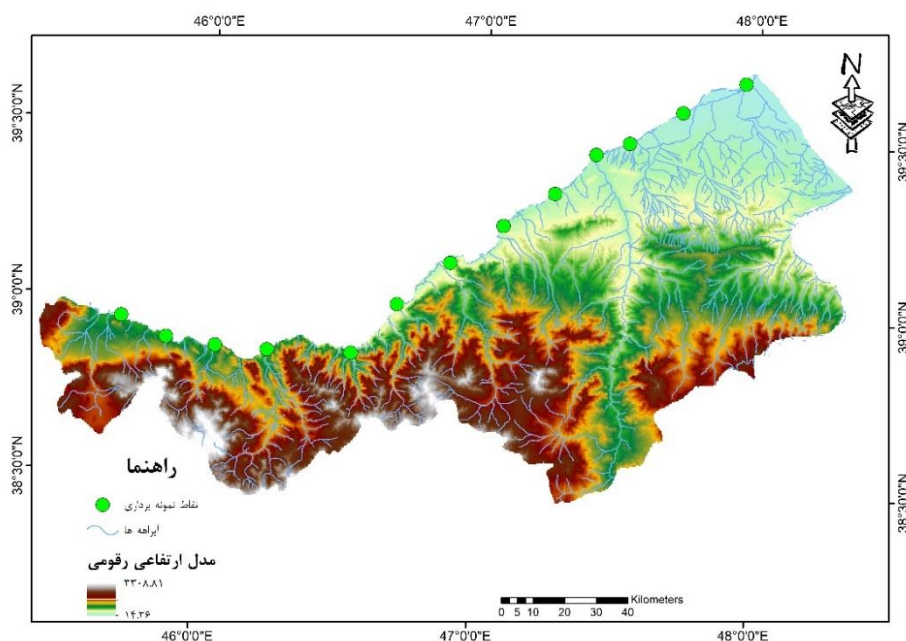 46°0'0"E 47°0'0"E 48°0'0"E
N
39°30'0"N
39°30'0"N
39°0'0"N
39°0'0"N
38°30'0"N
38°30'0"N
راهنما
نقاط نمونه برداری
ابراهه ها
مدل ارتفاعی رقومی
۳۳۰۸.۸۱
۱۴.۳۶
Kilometers
0 5 10 20 30 40
46°0'0"E 47°0'0"E 48°0'0"E